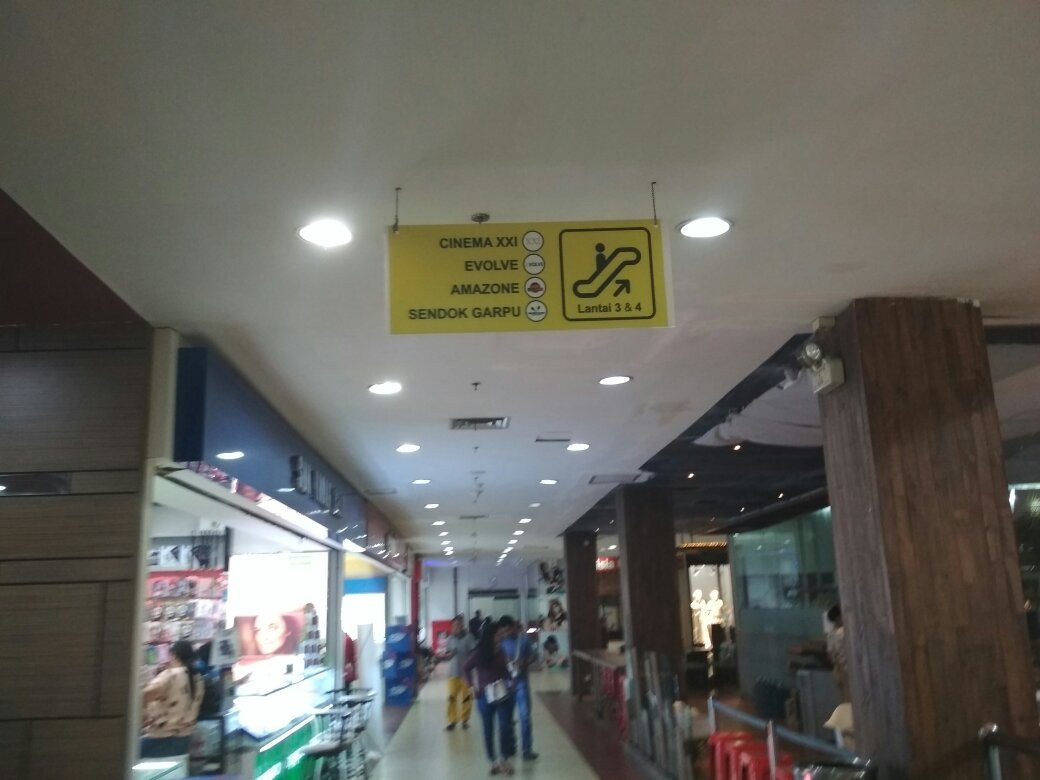 CINEMA XXI
EVOLVE
AMAZONE
SENDOK GARPU
Lantai 3 & 4